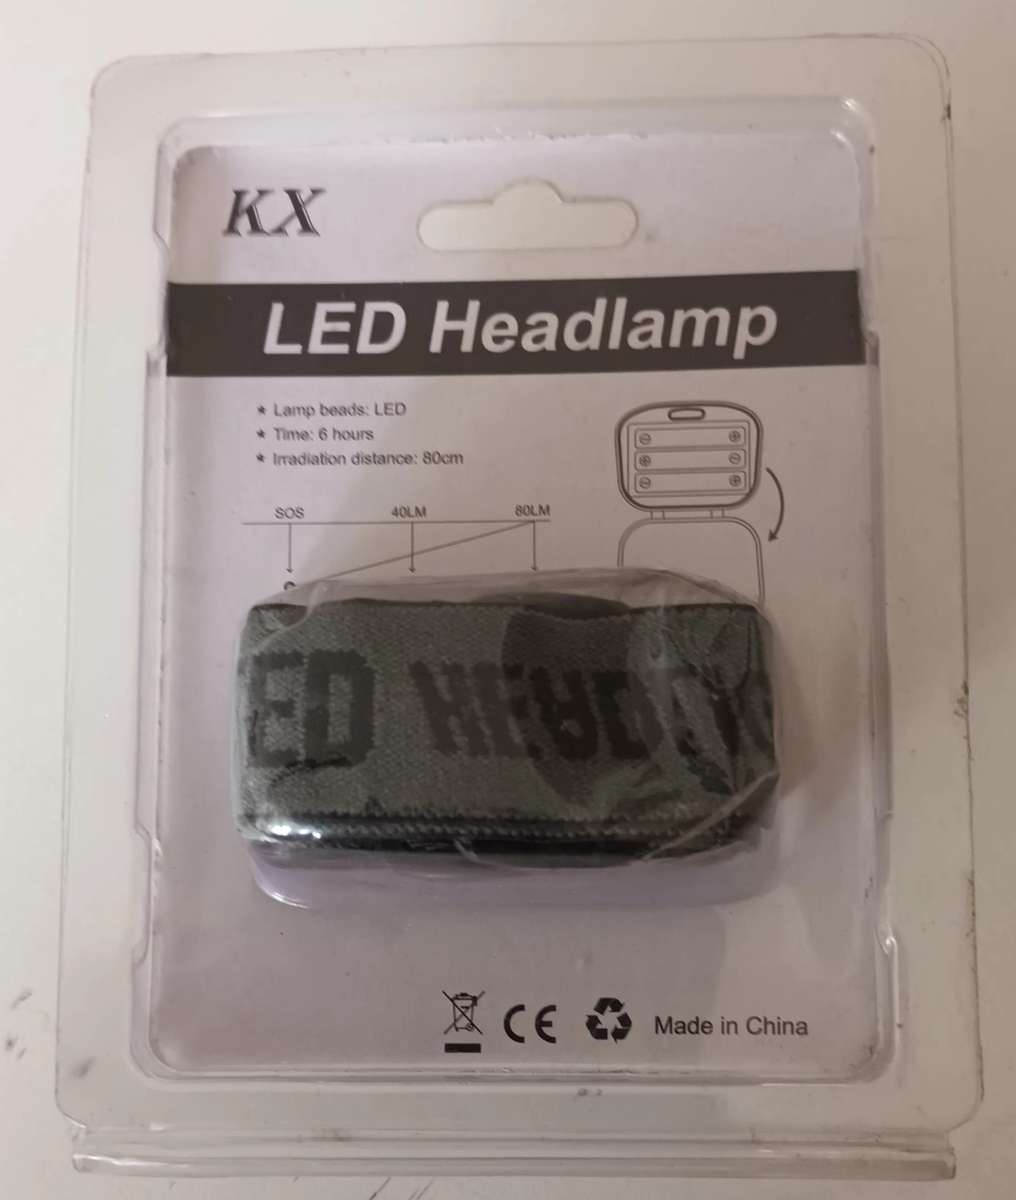 KX
LED Headlamp
★ Lamp beads: LED
★ Time: 6 hours
★ Irradiation distance: 80cm
SOS 40LM 80LM
ED
CE Made in China